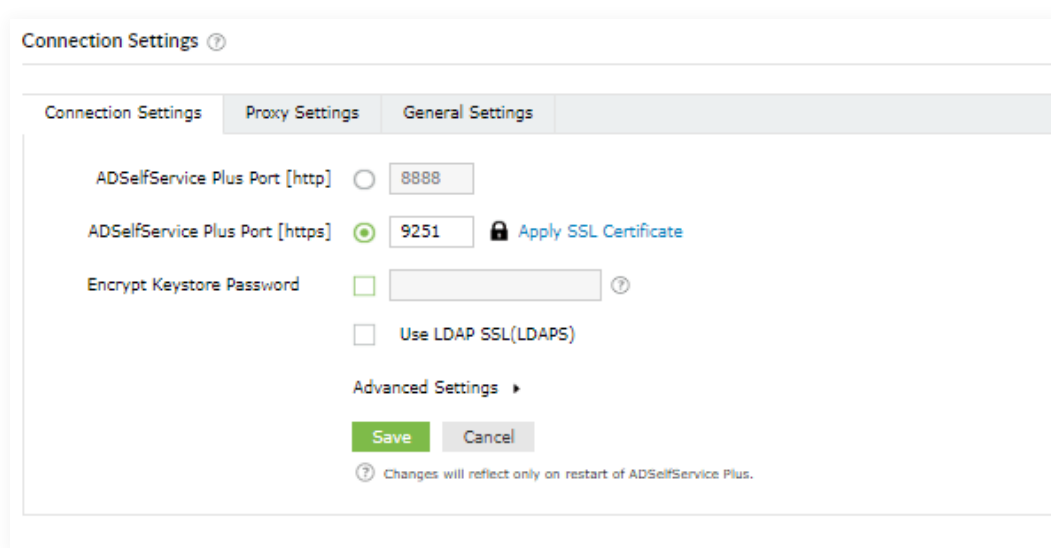 Connection Settings ?
Connection Settings Proxy Settings General Settings
ADSelfService Plus Port [http] 8888
ADSelfService Plus Port [https] 9251 Apply SSL Certificate
Encrypt Keystore Password ?
Use LDAP SSL(LDAPS)
Advanced Settings
Save Cancel
? Changes will reflect only on restart of ADSelfService Plus.